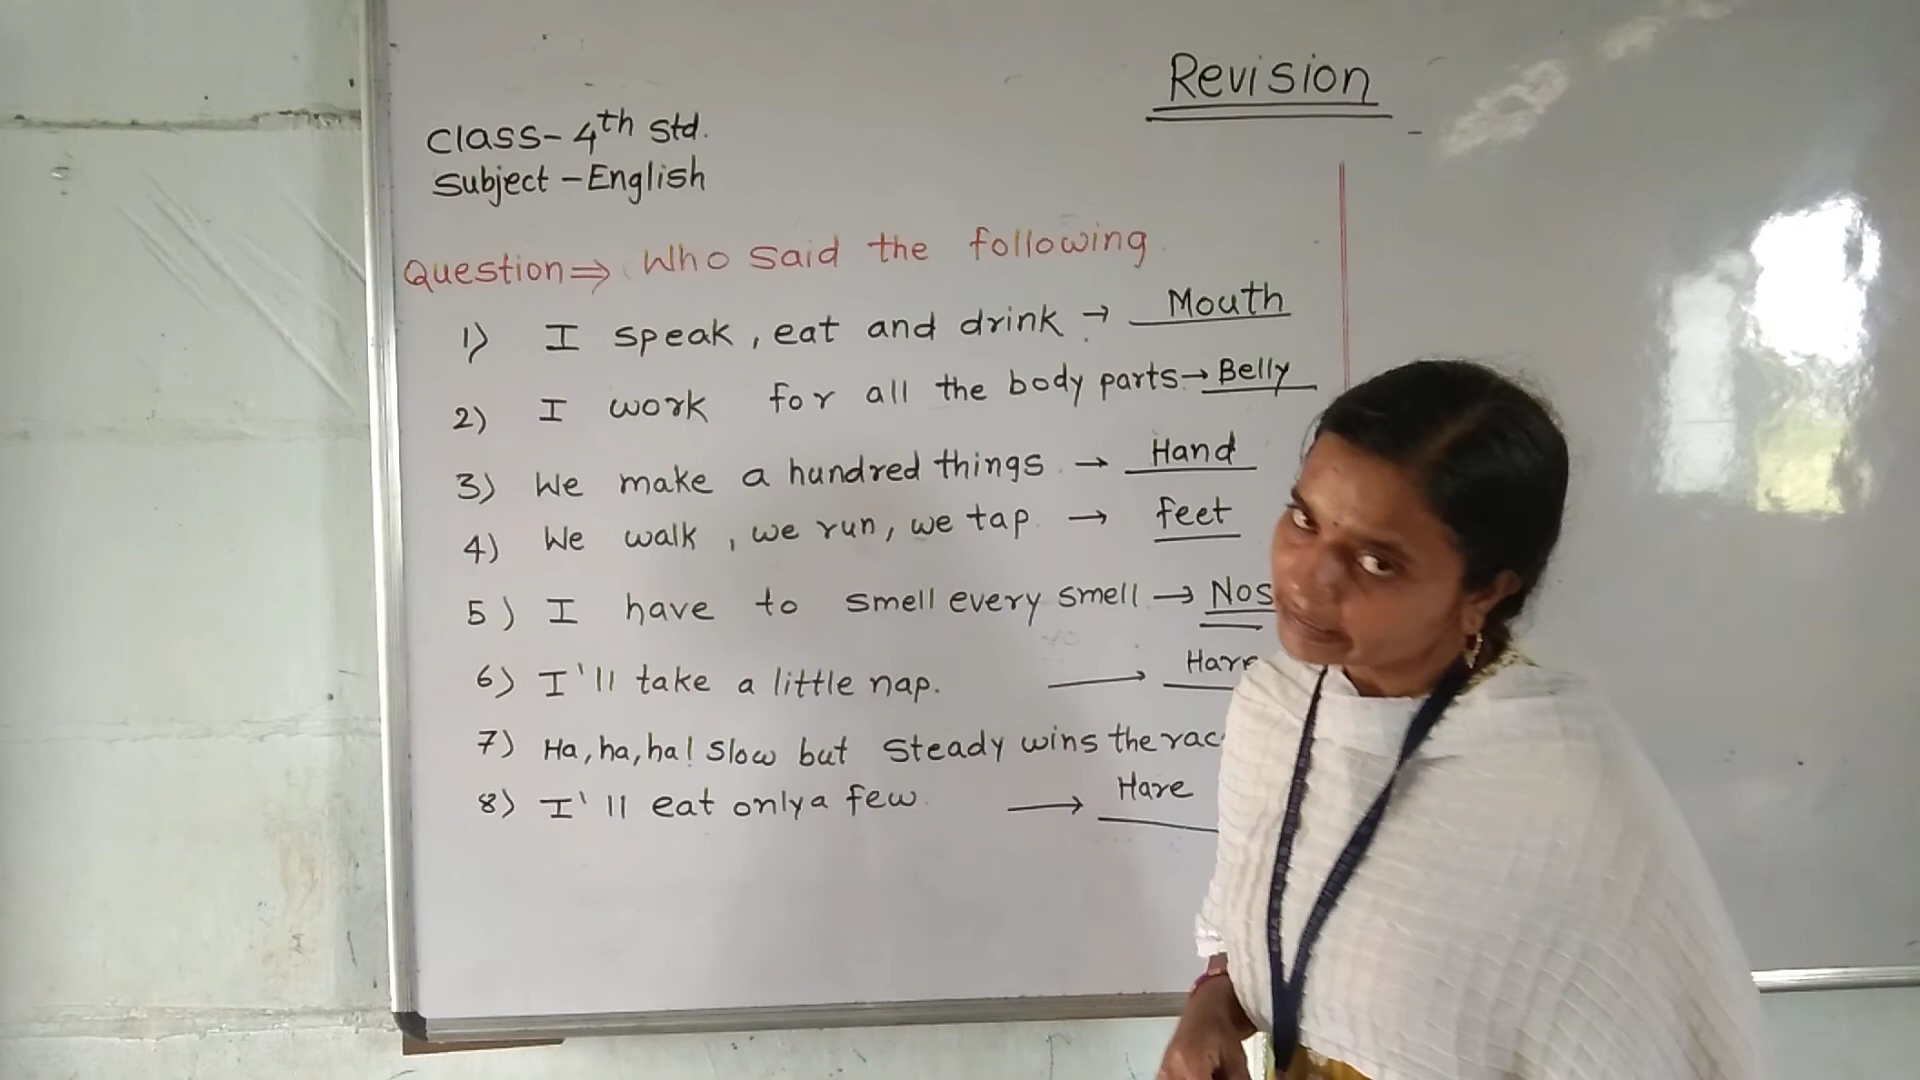 Revision
Class- 4th std.
Subject - English
Question ⇒ Who said the following
1) I speak, eat and drink → Mouth
2) I work for all the body parts → Belly
3) We make a hundred things → Hand
4) We walk, we run, we tap → feet
5) I have to smell every smell →
6) I'll take a little nap. →
7) Ha, ha, ha! Slow but steady wins the
8) I'll eat only a few → Hare